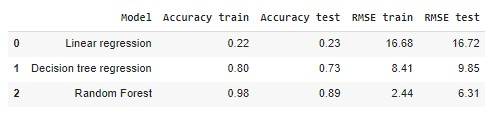 Model Accuracy train Accuracy test RMSE train RMSE test
0 Linear regression 0.22 0.23 16.68 16.72
1 Decision tree regression 0.80 0.73 8.41 9.85
2 Random Forest 0.98 0.89 2.44 6.31